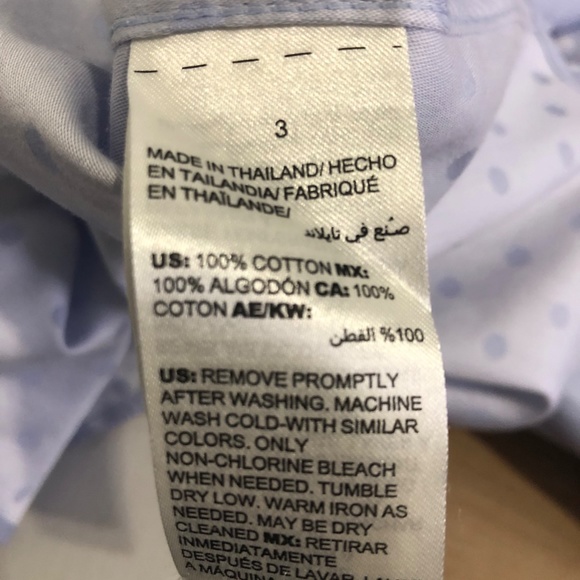 3
MADE IN THAILAND/ HECHO
EN TAILANDIA/ FABRIQUÉ
EN THAÏLANDE/
صُنع في تايلاند
US: 100% COTTON MX:
100% ALGODÓN CA: 100%
COTON AE/KW:
100% القطن
US: REMOVE PROMPTLY
AFTER WASHING. MACHINE
WASH COLD-WITH SIMILAR
COLORS. ONLY
NON-CHLORINE BLEACH
WHEN NEEDED. TUMBLE
DRY LOW. WARM IRON AS
NEEDED. MAY BE DRY
CLEANED MX: RETIRAR
INMEDIATAMENTE
DESPUÉS DE LAVAR.
A MÁQUINA